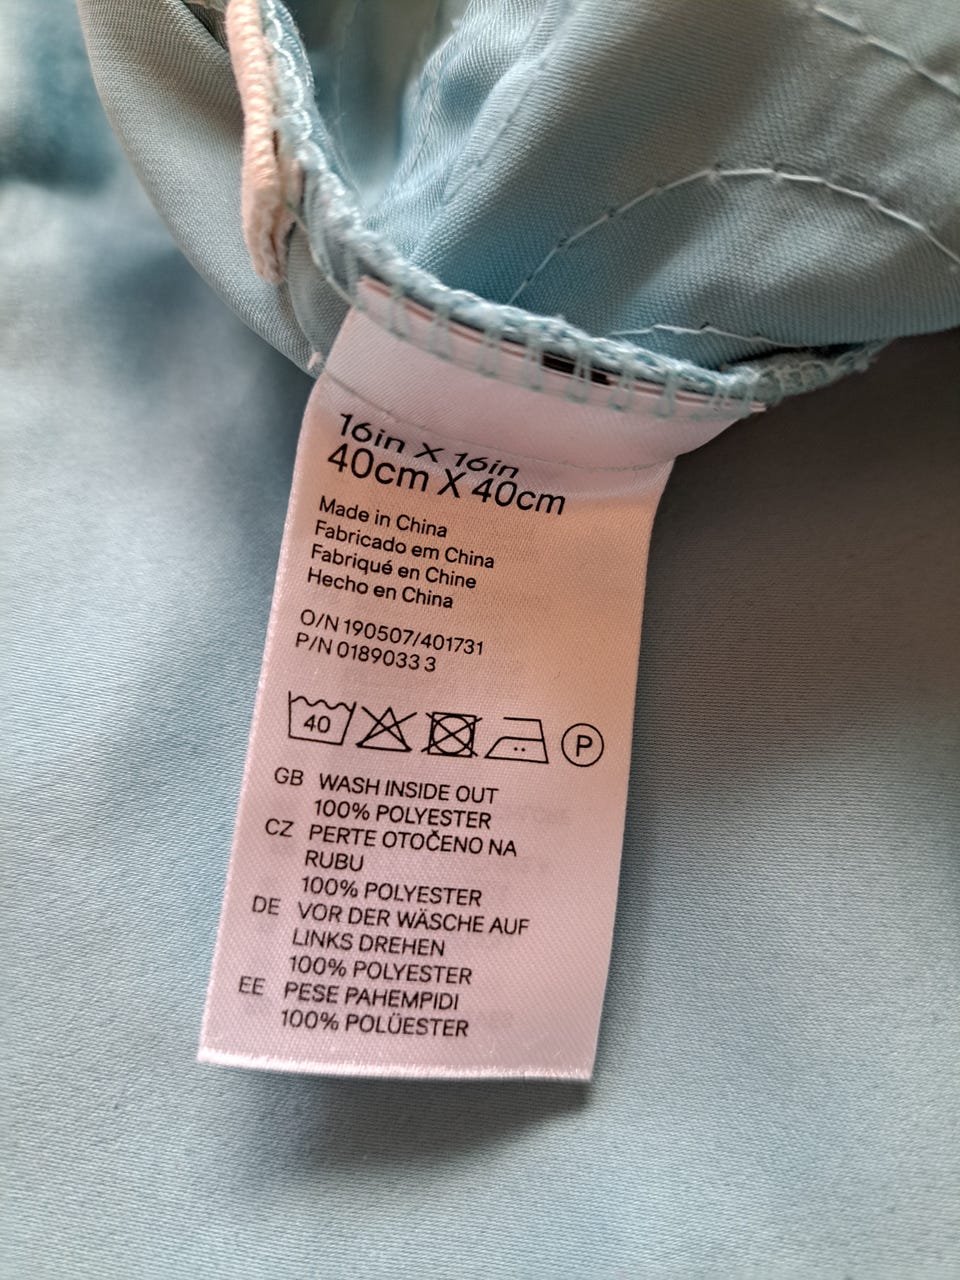 16in X 16in
40cm X 40cm
Made in China
Fabricado em China
Fabriqué en Chine
Hecho en China
O/N 190507/401731
P/N 0189033 3
40
P
GB WASH INSIDE OUT
100% POLYESTER
CZ PERTE OTOČENO NA
RUBU
100% POLYESTER
DE VOR DER WÄSCHE AUF
LINKS DREHEN
100% POLYESTER
EE PESE PAHEMPIDI
100% POLÜESTER